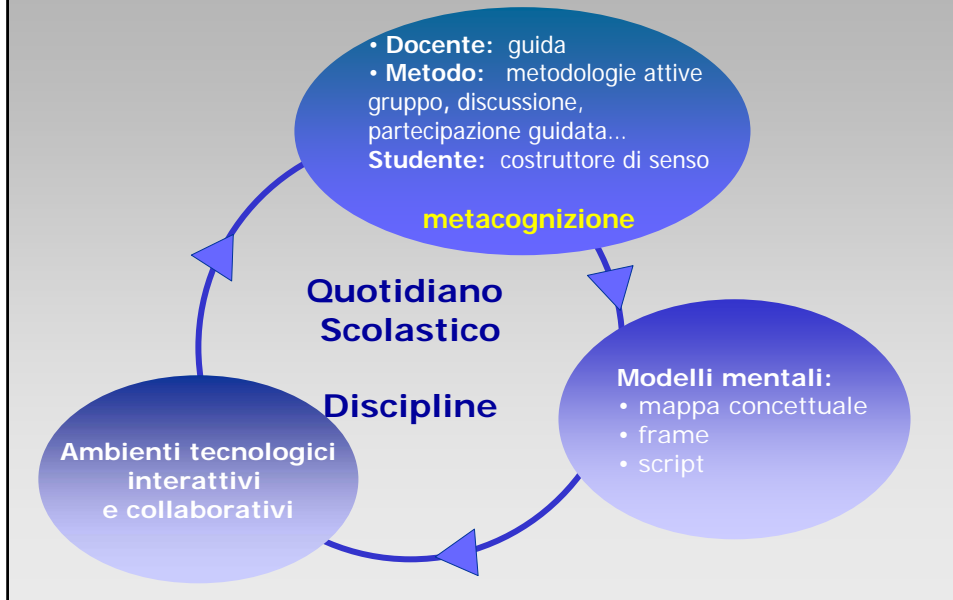 • Docente: guida
• Metodo: metodologie attive
gruppo, discussione,
partecipazione guidata...
Studente: costruttore di senso
metacognizione
Quotidiano
Scolastico
Discipline
Modelli mentali:
• mappa concettuale
• frame
• script
Ambienti tecnologici
interattivi
e collaborativi